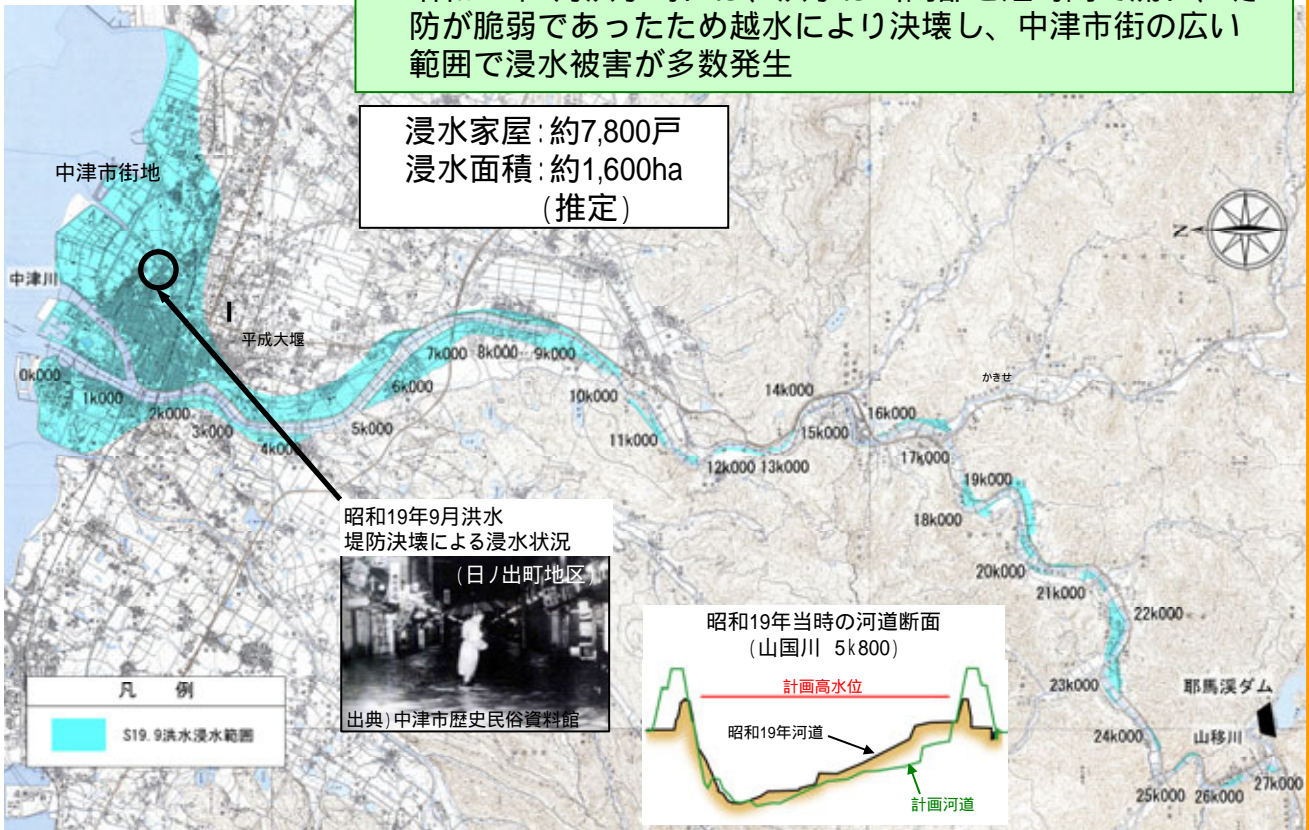 防が脆弱であったため越水により決壊し、中津市街の広い
範囲で浸水被害が多数発生
浸水家屋：約7,800戸
浸水面積：約1,600ha
(推定)
中津市街地
N
中津川
平成大堰
0k000
1k000
2k000
3k000
4k000
5k000
6k000
7k000
8k000
9k000
10k000
11k000
12k000
13k000
14k000
15k000
16k000
かきせ
17k000
18k000
19k000
20k000
21k000
22k000
23k000
24k000
25k000
26k000
27k000
耶馬溪ダム
山移川
昭和19年9月洪水
堤防決壊による浸水状況
(日ノ出町地区)
出典)中津市歴史民俗資料館
昭和19年当時の河道断面
(山国川 5k800)
計画高水位
昭和19年河道
計画河道
凡 例
S19.9洪水浸水範囲